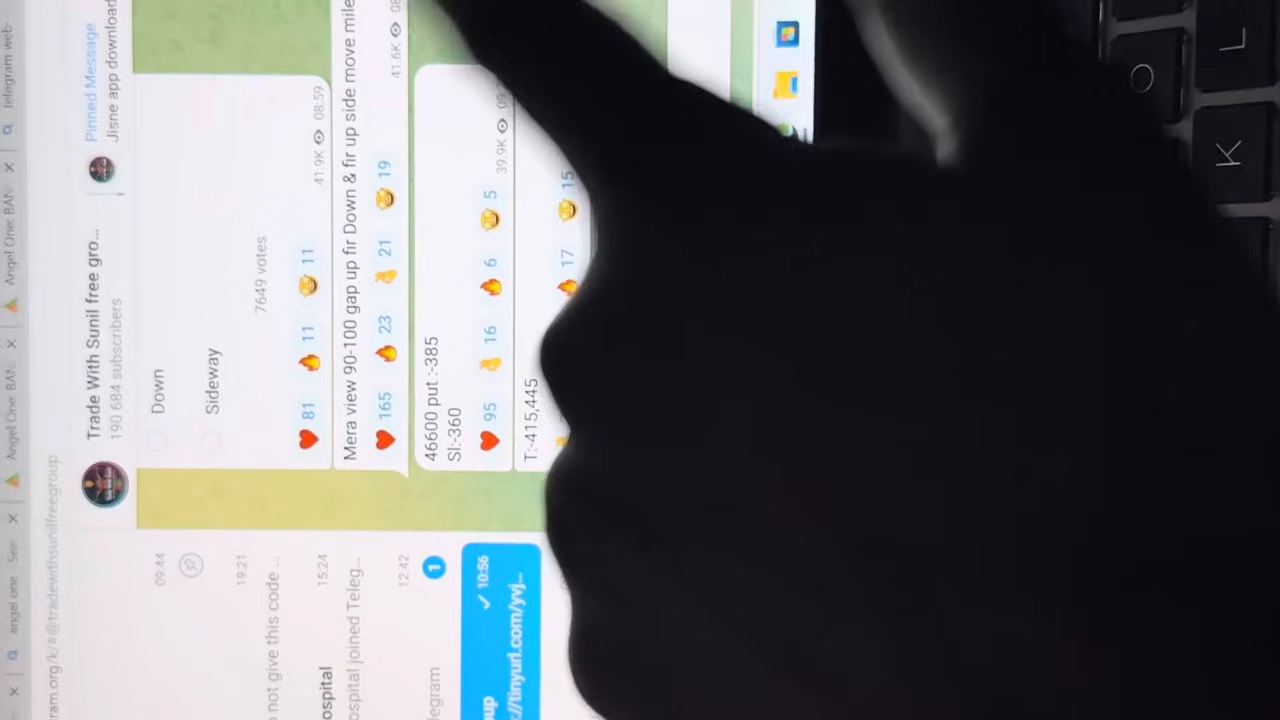 Telegram web
Angel One: BAN
Angel One: BAN
angel one
Sea
ram.org/k/#@tradewithsunilfreegroup
Trade With Sunil free gro...
190 684 subscribers
Pinned Message
Jisne app download
Down
Sideway
7649 votes
81 11 11
41.9K 08:59
Mera view 90-100 gap up fir Down & fir up side move mile
165 23 21 19
41.6K
46600 put :-385
Sl:-360
95 16 6 5
39.9K
T:-415,445
17 15
09:44
19:21
not give this code ...
15:24
ospital
ospital joined Teleg...
12:42
1
legram
10:56
://tinyurl.com/yvj...
O
K
L